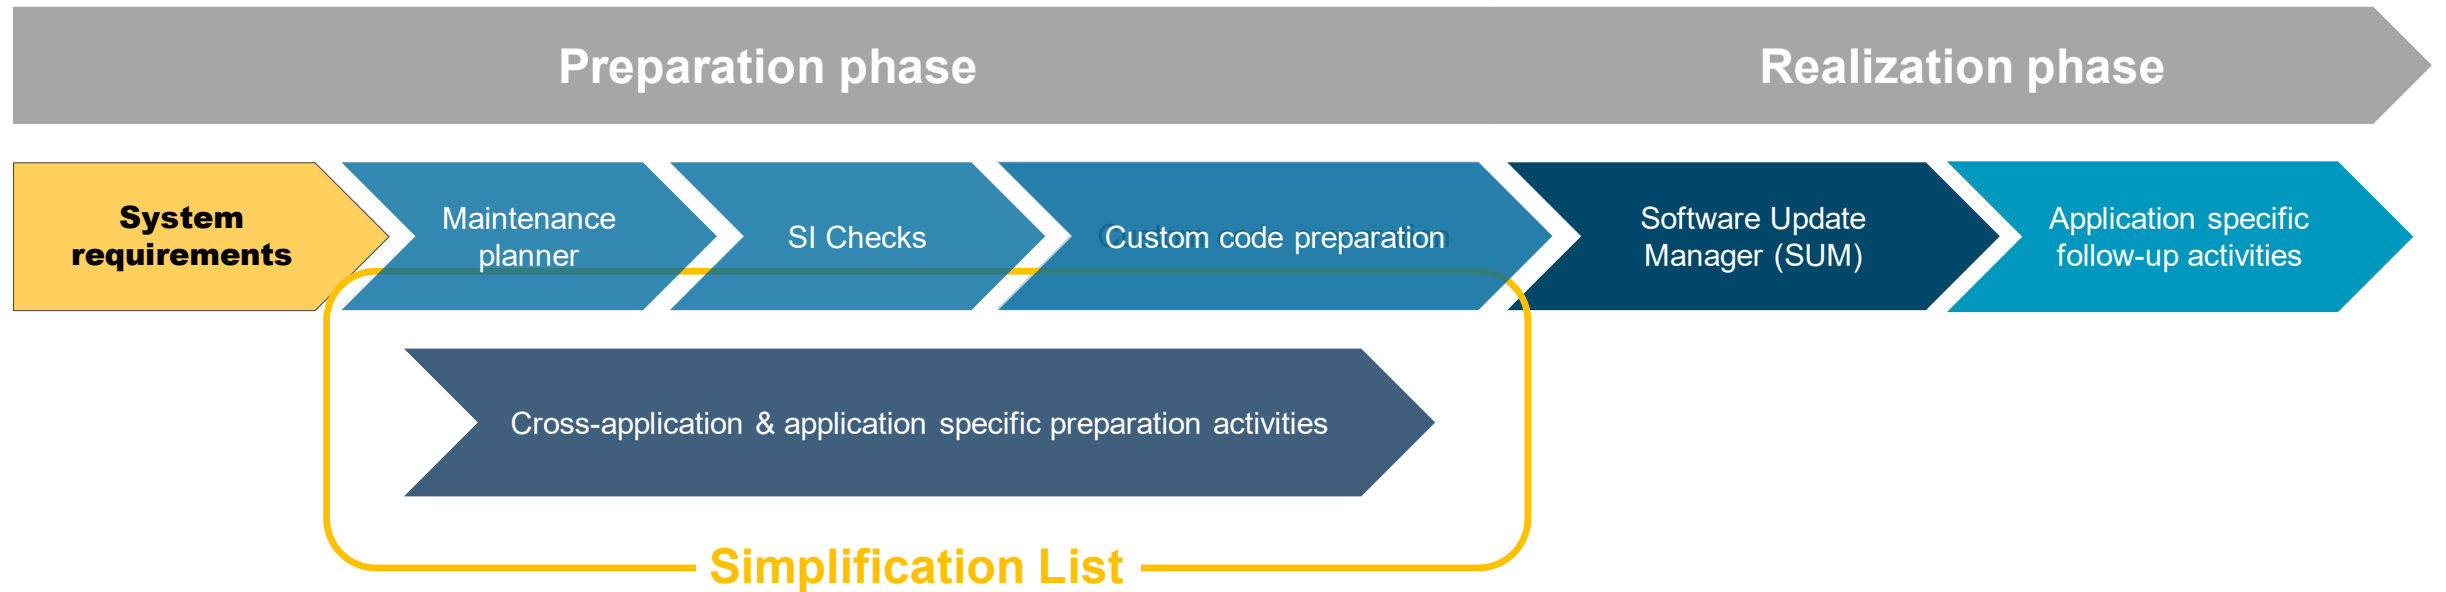 Preparation phase
Realization phase
System
requirements
Maintenance
planner
SI Checks
Custom code preparation
Software Update
Manager (SUM)
Application specific
follow-up activities
Cross-application & application specific preparation activities
Simplification List